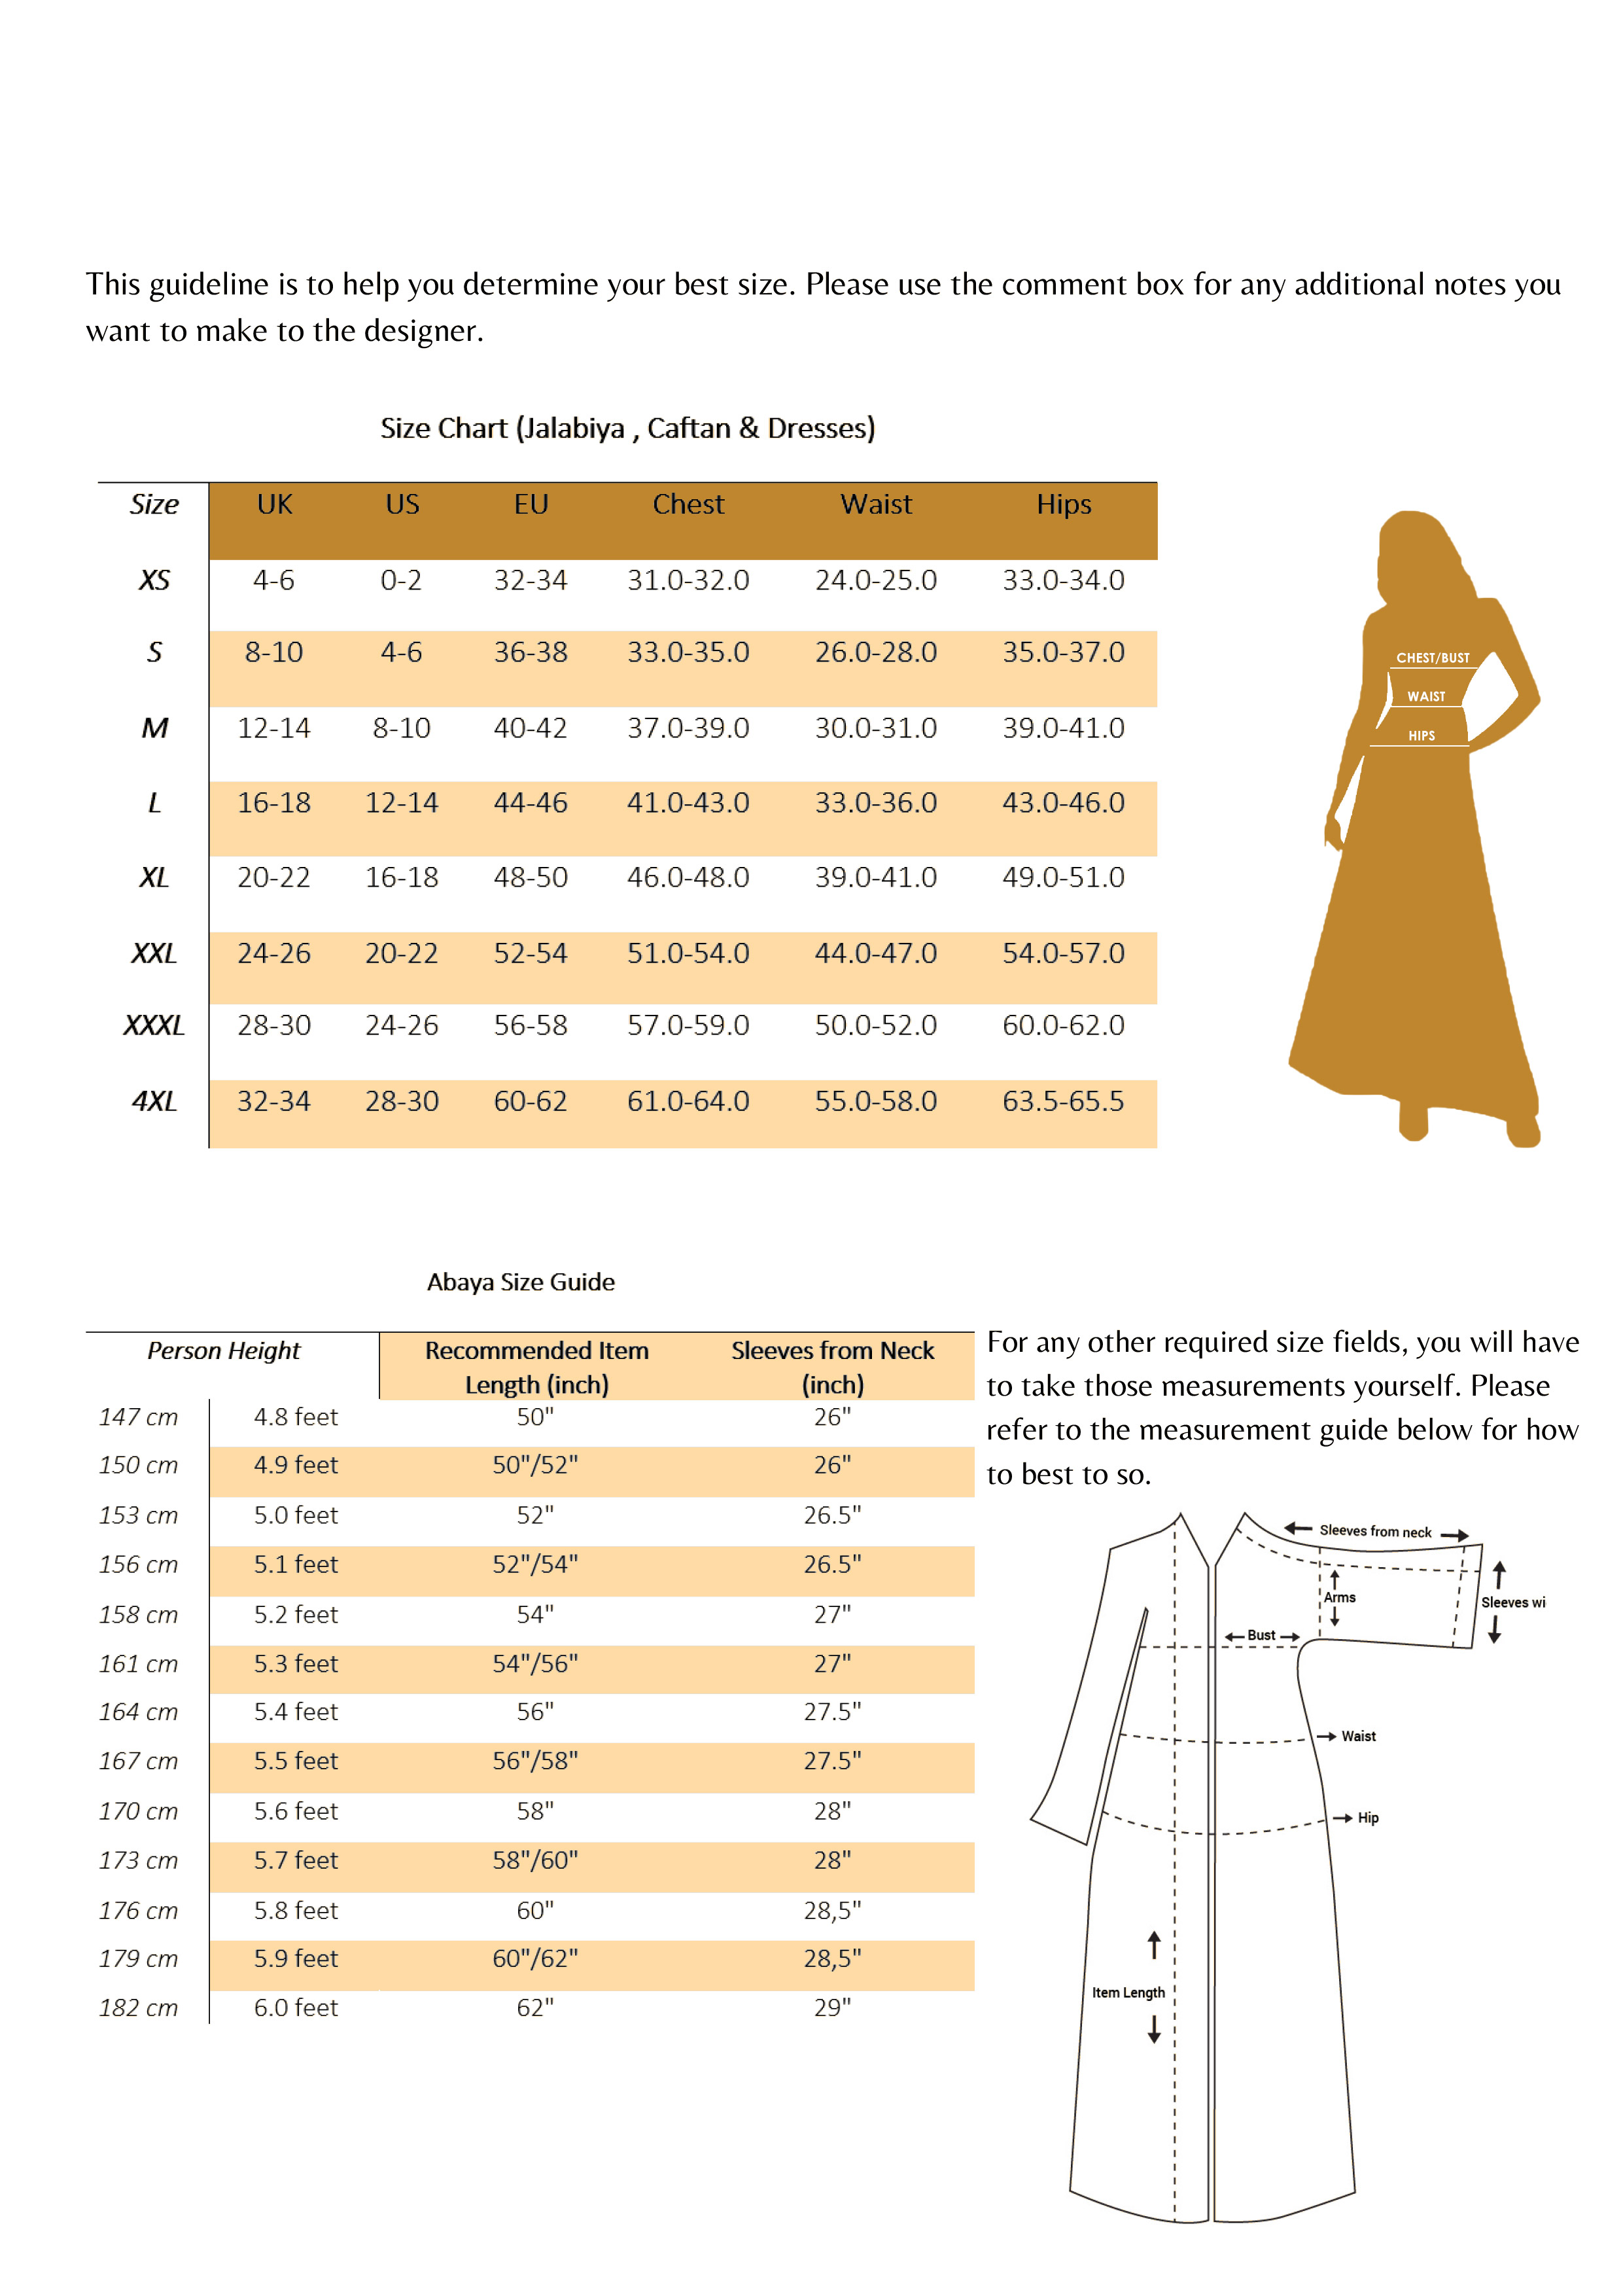 This guideline is to help you determine your best size. Please use the comment box for any additional notes you
want to make to the designer.
Size Chart (Jalabiya , Caftan & Dresses)
Size UK US EU Chest Waist Hips
XS 4-6 0-2 32-34 31.0-32.0 24.0-25.0 33.0-34.0
S 8-10 4-6 36-38 33.0-35.0 26.0-28.0 35.0-37.0
M 12-14 8-10 40-42 37.0-39.0 30.0-31.0 39.0-41.0
L 16-18 12-14 44-46 41.0-43.0 33.0-36.0 43.0-46.0
XL 20-22 16-18 48-50 46.0-48.0 39.0-41.0 49.0-51.0
XXL 24-26 20-22 52-54 51.0-54.0 44.0-47.0 54.0-57.0
XXXL 28-30 24-26 56-58 57.0-59.0 50.0-52.0 60.0-62.0
4XL 32-34 28-30 60-62 61.0-64.0 55.0-58.0 63.5-65.5
CHEST/BUST
WAIST
HIPS
Abaya Size Guide
Person Height Recommended Item Sleeves from Neck
Length (inch) (inch)
147 cm 4.8 feet 50" 26"
150 cm 4.9 feet 50"/52" 26"
153 cm 5.0 feet 52" 26.5"
156 cm 5.1 feet 52"/54" 26.5"
158 cm 5.2 feet 54" 27"
161 cm 5.3 feet 54"/56" 27"
164 cm 5.4 feet 56" 27.5"
167 cm 5.5 feet 56"/58" 27.5"
170 cm 5.6 feet 58" 28"
173 cm 5.7 feet 58"/60" 28"
176 cm 5.8 feet 60" 28,5"
179 cm 5.9 feet 60"/62" 28,5"
182 cm 6.0 feet 62" 29"
For any other required size fields, you will have
to take those measurements yourself. Please
refer to the measurement guide below for how
to best to so.
Sleeves from neck
Arms
Sleeves wi
Bust
Waist
Hip
Item Length